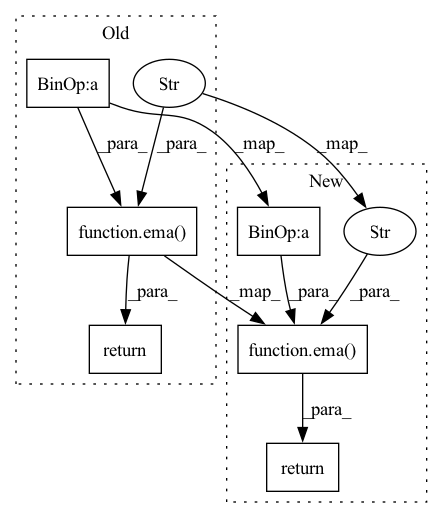 Old
BinOp:a
Str
_para_
_para_
_map_
_map_
New
function.ema()
BinOp:a
Str
_para_
_map_
_para_
_para_
return
function.ema()
_para_
return